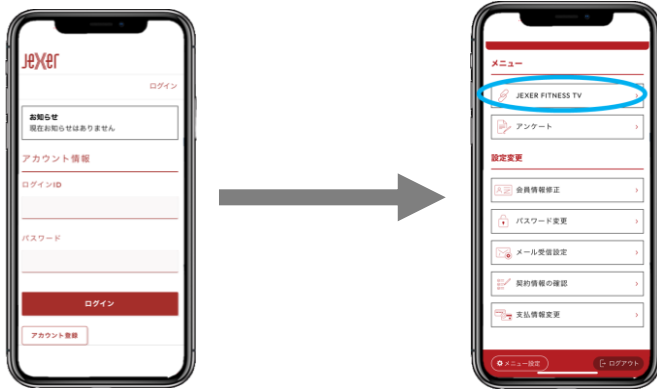 Jexer
ログイン
お知らせ
現在お知らせはありません
アカウント情報
ログインID
パスワード
ログイン
アカウント登録
メニュー
JEXER FITNESS TV
アンケート
設定変更
会員情報修正
パスワード変更
メール受信設定
契約情報の確認
支払情報変更
メニュー設定
ログアウト